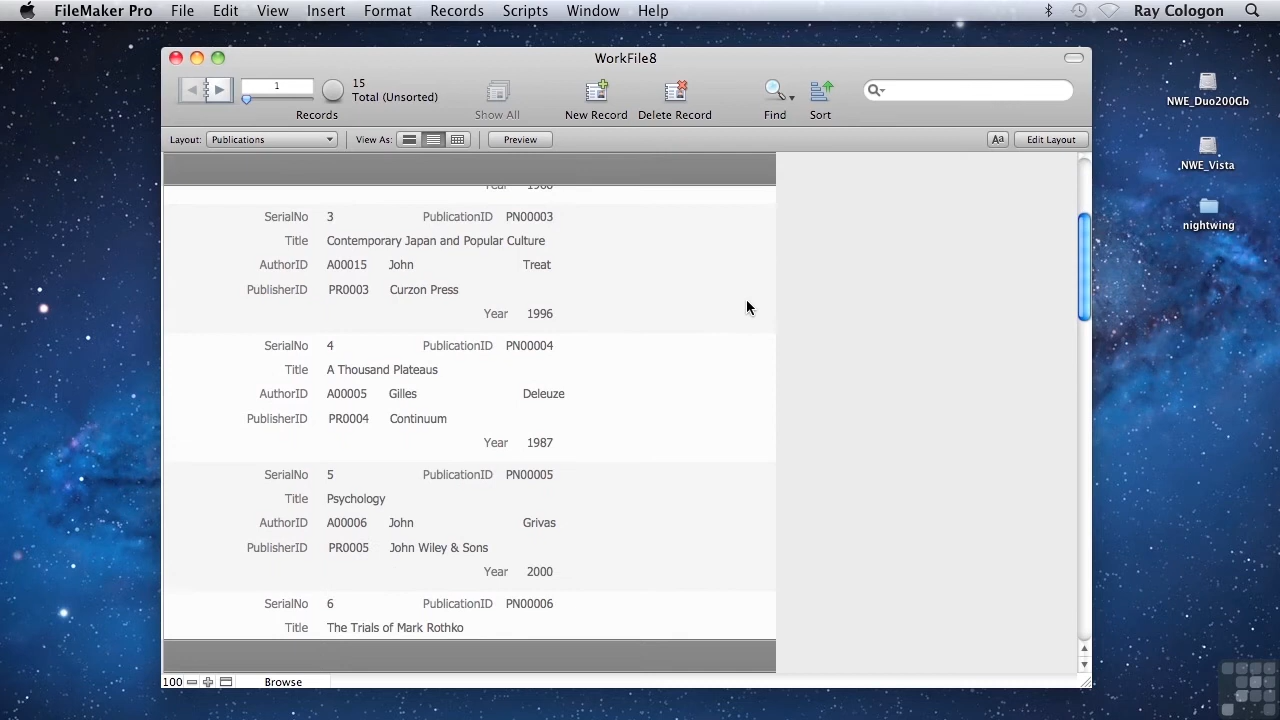 FileMaker Pro File Edit View Insert Format Records Scripts Window Help Ray Cologon
WorkFile8
1 15
Total (Unsorted)
Records Show All New Record Delete Record Find Sort
Layout: Publications View As: Preview Aa Edit Layout
Year 1980
SerialNo 3 PublicationID PN00003
Title Contemporary Japan and Popular Culture
AuthorID A00015 John Treat
PublisherID PR0003 Curzon Press
Year 1996
SerialNo 4 PublicationID PN00004
Title A Thousand Plateaus
AuthorID A00005 Gilles Deleuze
PublisherID PR0004 Continuum
Year 1987
SerialNo 5 PublicationID PN00005
Title Psychology
AuthorID A00006 John Grivas
PublisherID PR0005 John Wiley & Sons
Year 2000
SerialNo 6 PublicationID PN00006
Title The Trials of Mark Rothko
100 Browse
NWE_Duo200Gb
.NWE_Vista
nightwing